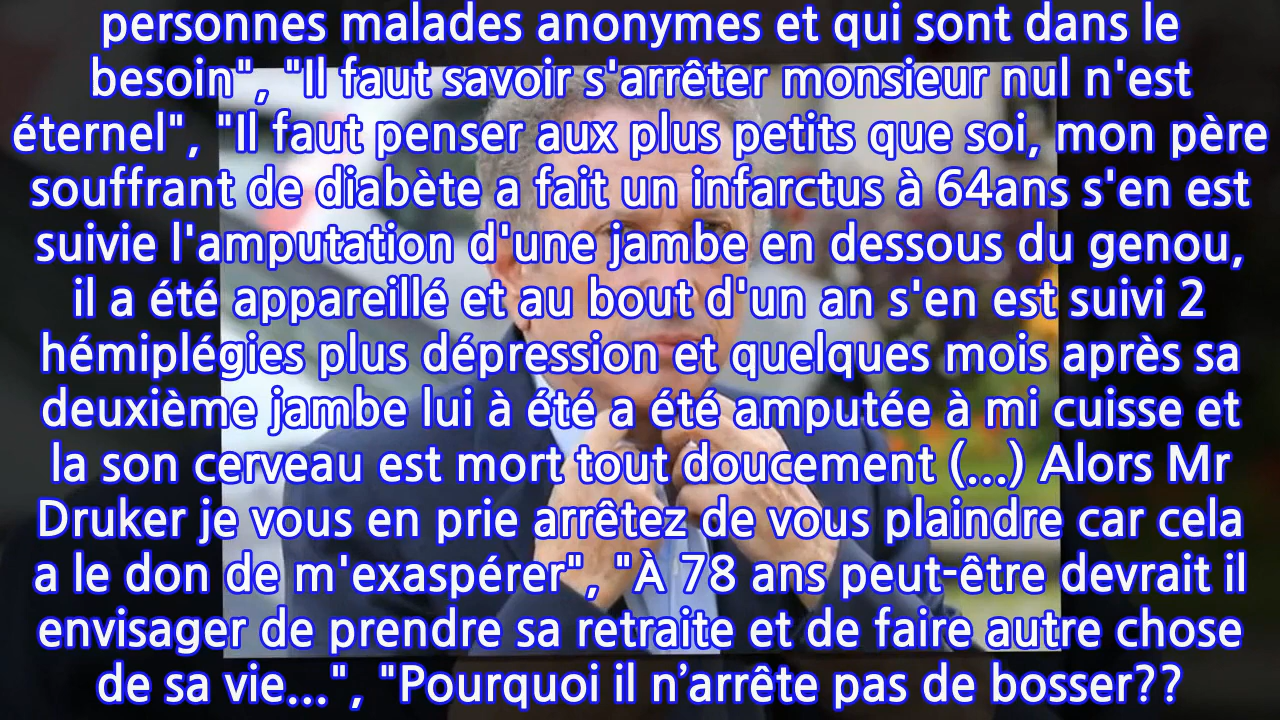 personnes malades anonymes et qui sont dans le
besoin", "Il faut savoir s'arrêter monsieur nul n'est
éternel", "Il faut penser aux plus petits que soi, mon père
souffrant de diabète a fait un infarctus à 64ans s'en est
suivie l'amputation d'une jambe en dessous du genou,
il a été appareillé et au bout d'un an s'en est suivi 2
hémiplégies plus dépression et quelques mois après sa
deuxième jambe lui à été a été amputée à mi cuisse et
la son cerveau est mort tout doucement (...) Alors Mr
Druker je vous en prie arrêtez de vous plaindre car cela
a le don de m'exaspérer", "À 78 ans peut-être devrait il
envisager de prendre sa retraite et de faire autre chose
de sa vie...", "Pourquoi il n’arrête pas de bosser??